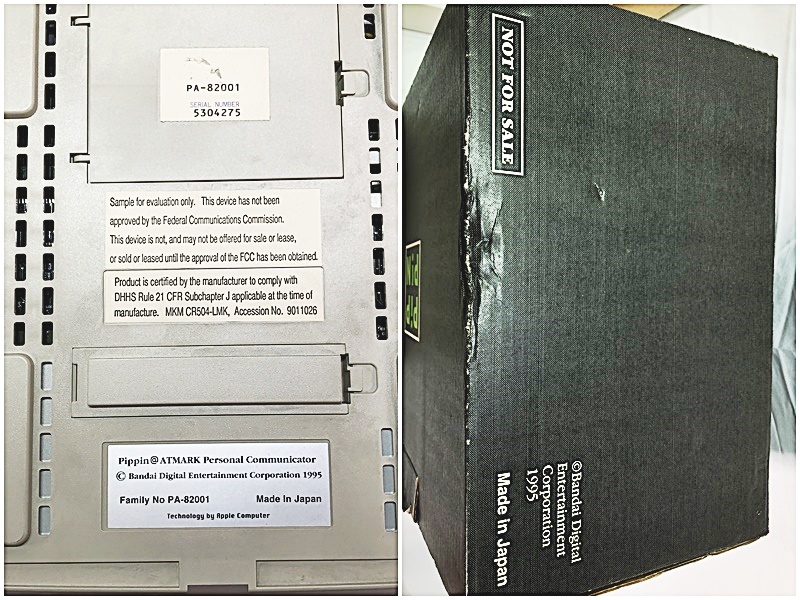 PA-82001
SERIAL NUMBER
5304275
Sample for evaluation only. This device has not been
approved by the Federal Communications Commission.
This device is not, and may not be offered for sale or lease,
or sold or leased until the approval of the FCC has been obtained.
Product is certified by the manufacturer to comply with
DHHS Rule 21 CFR Subchapter J applicable at the time of
manufacture. MKM CR504-LMK, Accession No. 9011026
Pippin@ATMARK Personal Communicator
© Bandai Digital Entertainment Corporation 1995
Family No PA-82001 Made In Japan
Technology by Apple Computer
NOT FOR SALE
©Bandai Digital
Entertainment
Corporation
1995
Made in Japan